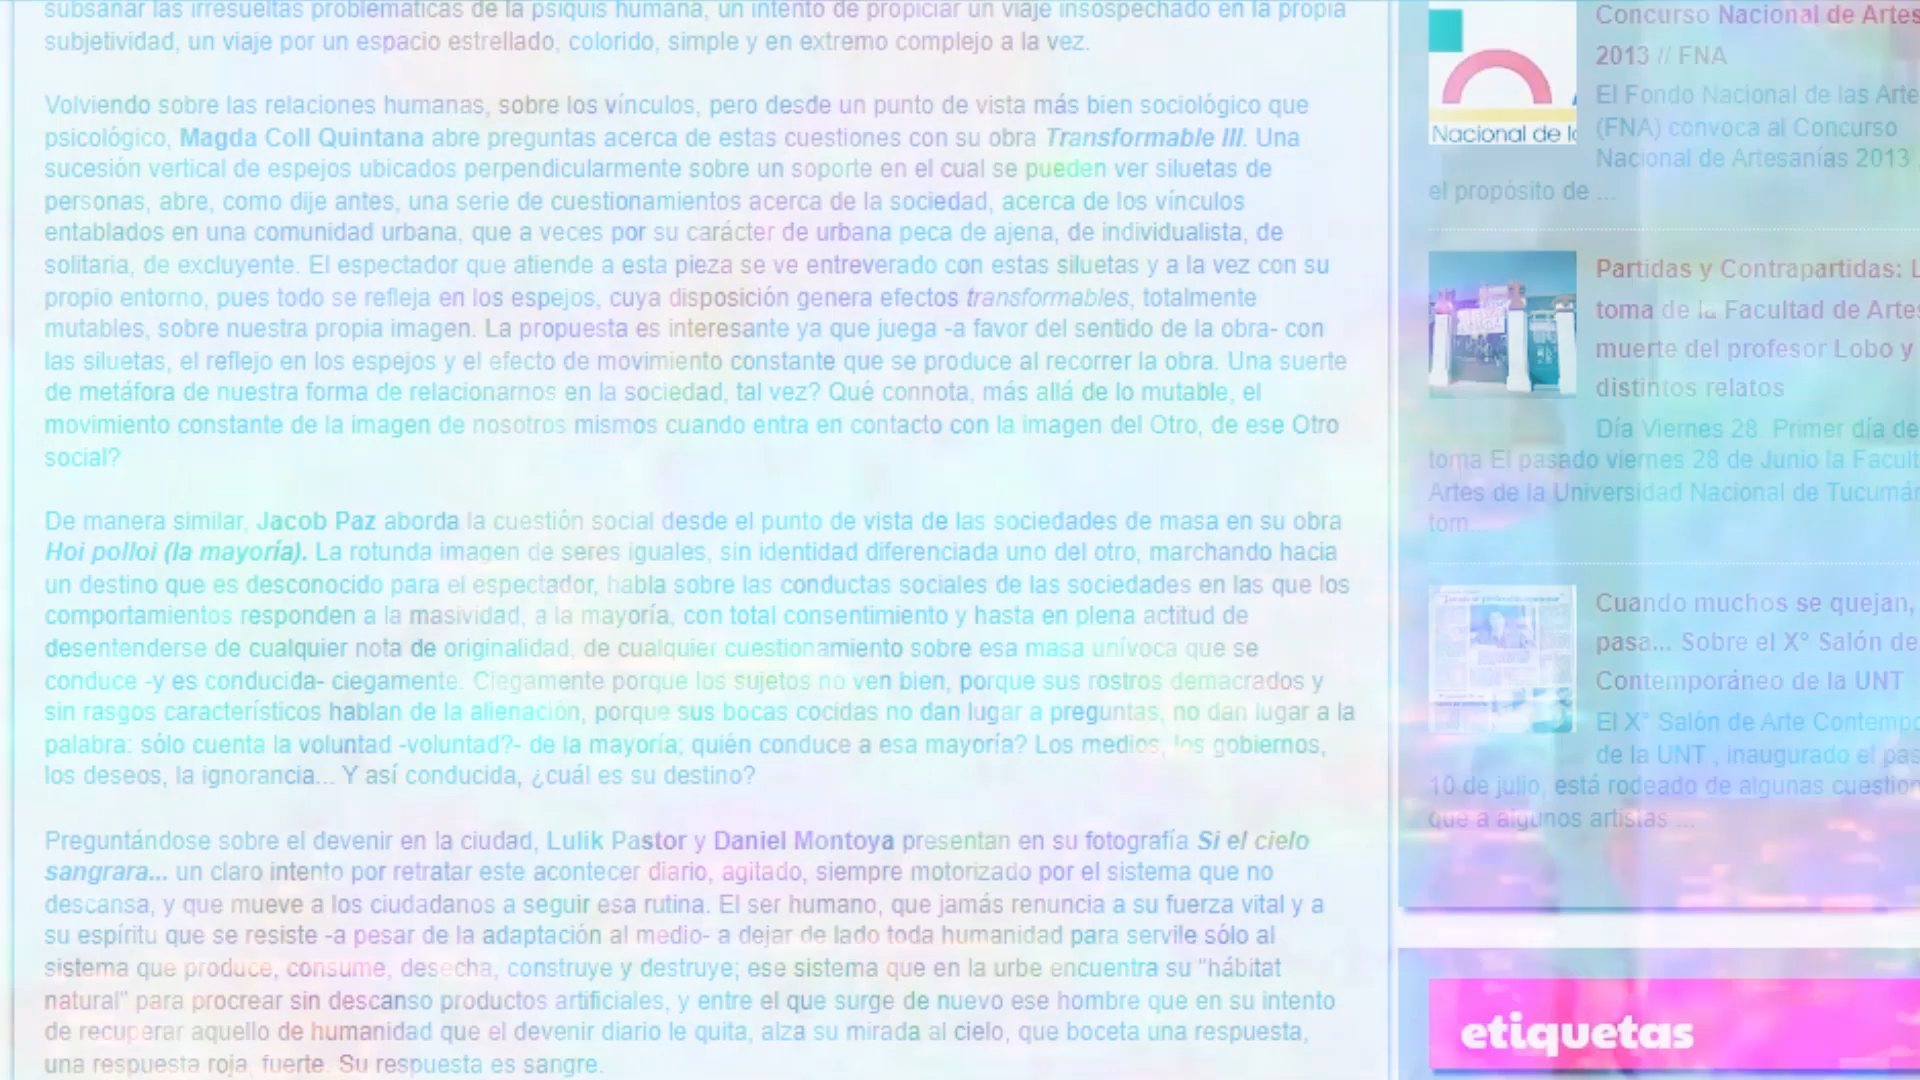 subsanar las irresueltas problemáticas de la psiquis humana, un intento de propiciar un viaje insospechado en la propia
subjetividad, un viaje por un espacio estrellado, colorido, simple y en extremo complejo a la vez.
Volviendo sobre las relaciones humanas, sobre los vínculos, pero desde un punto de vista más bien sociológico que
psicológico, Magda Coll Quintana abre preguntas acerca de estas cuestiones con su obra Transformable III. Una
sucesión vertical de espejos ubicados perpendicularmente sobre un soporte en el cual se pueden ver siluetas de
personas, abre, como dije antes, una serie de cuestionamientos acerca de la sociedad, acerca de los vínculos
entablados en una comunidad urbana, que a veces por su carácter de urbana peca de ajena, de individualista, de
solitaria, de excluyente. El espectador que atiende a esta pieza se ve entreverado con estas siluetas y a la vez con su
propio entorno, pues todo se refleja en los espejos, cuya disposición genera efectos transformables, totalmente
mutables, sobre nuestra propia imagen. La propuesta es interesante ya que juega -a favor del sentido de la obra- con
las siluetas, el reflejo en los espejos y el efecto de movimiento constante que se produce al recorrer la obra. Una suerte
de metáfora de nuestra forma de relacionarnos en la sociedad, tal vez? Qué connota, más allá de lo mutable, el
movimiento constante de la imagen de nosotros mismos cuando entra en contacto con la imagen del Otro, de ese Otro
social?
De manera similar, Jacob Paz aborda la cuestión social desde el punto de vista de las sociedades de masa en su obra
Hoi polloi (la mayoría). La rotunda imagen de seres iguales, sin identidad diferenciada uno del otro, marchando hacia
un destino que es desconocido para el espectador, habla sobre las conductas sociales de las sociedades en las que los
comportamientos responden a la masividad, a la mayoría, con total consentimiento y hasta en plena actitud de
desentenderse de cualquier nota de originalidad, de cualquier cuestionamiento sobre esa masa unívoca que se
conduce -y es conducida- ciegamente. Ciegamente porque los sujetos no ven bien, porque sus rostros demacrados y
sin rasgos característicos hablan de la alienación, porque sus bocas cocidas no dan lugar a preguntas, no dan lugar a la
palabra: sólo cuenta la voluntad -voluntad?- de la mayoría; quién conduce a esa mayoría? Los medios, los gobiernos,
los deseos, la ignorancia... Y así conducida, ¿cuál es su destino?
Preguntándose sobre el devenir en la ciudad, Lulik Pastor y Daniel Montoya presentan en su fotografía Si el cielo
sangrara... un claro intento por retratar este acontecer diario, agitado, siempre motorizado por el sistema que no
descansa, y que mueve a los ciudadanos a seguir esa rutina. El ser humano, que jamás renuncia a su fuerza vital y a
su espíritu que se resiste -a pesar de la adaptación al medio- a dejar de lado toda humanidad para servile sólo al
sistema que produce, consume, desecha, construye y destruye; ese sistema que en la urbe encuentra su "hábitat
natural" para procrear sin descanso productos artificiales, y entre el que surge de nuevo ese hombre que en su intento
de recuperar aquello de humanidad que el devenir diario le quita, alza su mirada al cielo, que boceta una respuesta,
una respuesta roja, fuerte. Su respuesta es sangre.
Nacional de
Concurso Nacional de Artes
2013 // FNA
El Fondo Nacional de las Arte
(FNA) convoca al Concurso
Nacional de Artesanías 2013
el propósito de ...
Partidas y Contrapartidas: L
toma de la Facultad de Artes
muerte del profesor Lobo y
distintos relatos
Día Viernes 28 Primer día de
toma El pasado viernes 28 de Junio la Facult
Artes de la Universidad Nacional de Tucumán
tom...
Cuando muchos se quejan,
pasa... Sobre el X° Salón de
Contemporáneo de la UNT
El X° Salón de Arte Contempo
de la UNT , inaugurado el pas
10 de julio, está rodeado de algunas cuestion
que a algunos artistas ...
etiquetas